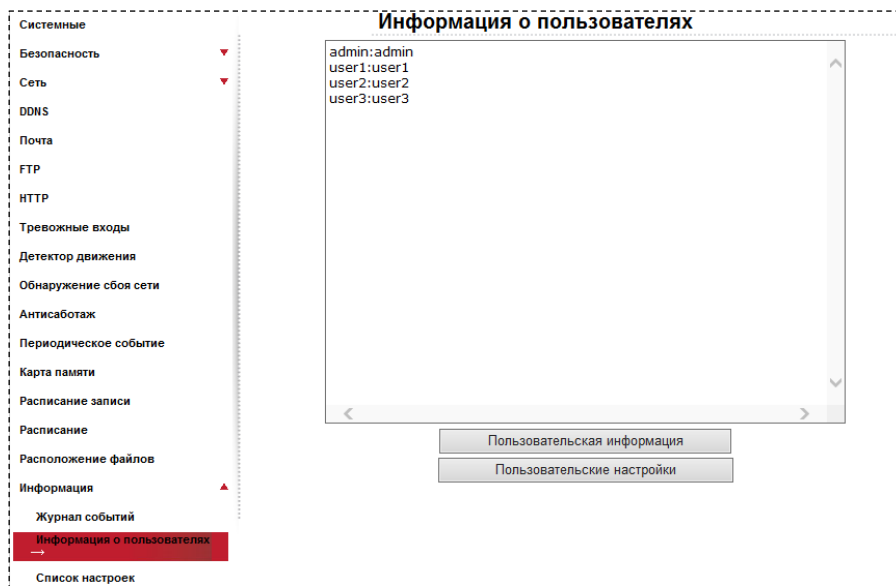 Информация о пользователях
Системные
Безопасность
Сеть
DDNS
Почта
FTP
HTTP
Тревожные входы
Детектор движения
Обнаружение сбоя сети
Антисаботаж
Периодическое событие
Карта памяти
Расписание записи
Расписание
Расположение файлов
Информация
Журнал событий
Информация о пользователях
Список настроек
admin:admin
user1:user1
user2:user2
user3:user3
Пользовательская информация
Пользовательские настройки